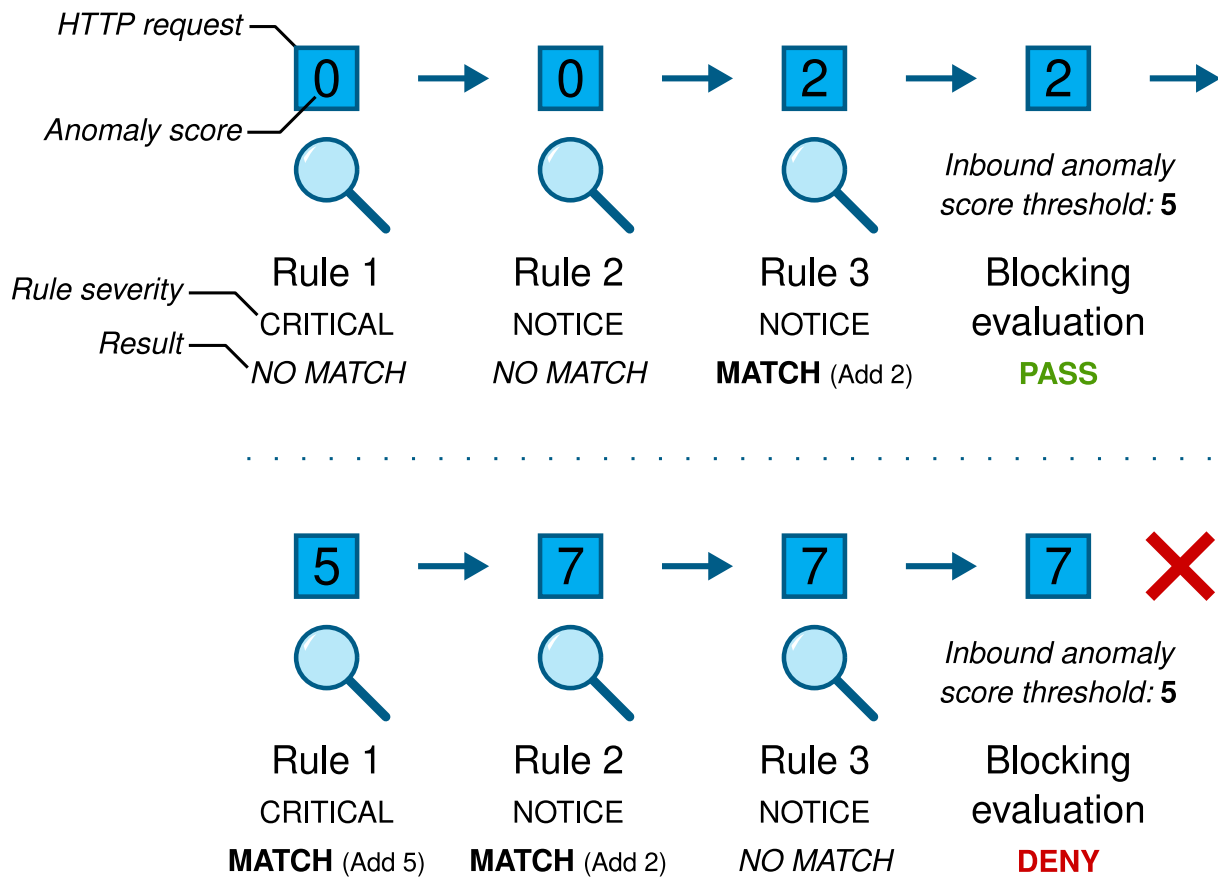 HTTP request
0 0 2 2
Anomaly score
Inbound anomaly
score threshold: 5
Rule 1 Rule 2 Rule 3 Blocking
Rule severity
CRITICAL NOTICE NOTICE evaluation
Result
NO MATCH NO MATCH MATCH (Add 2) PASS
5 7 7 7
Inbound anomaly
score threshold: 5
Rule 1 Rule 2 Rule 3 Blocking
CRITICAL NOTICE NOTICE evaluation
MATCH (Add 5) MATCH (Add 2) NO MATCH DENY